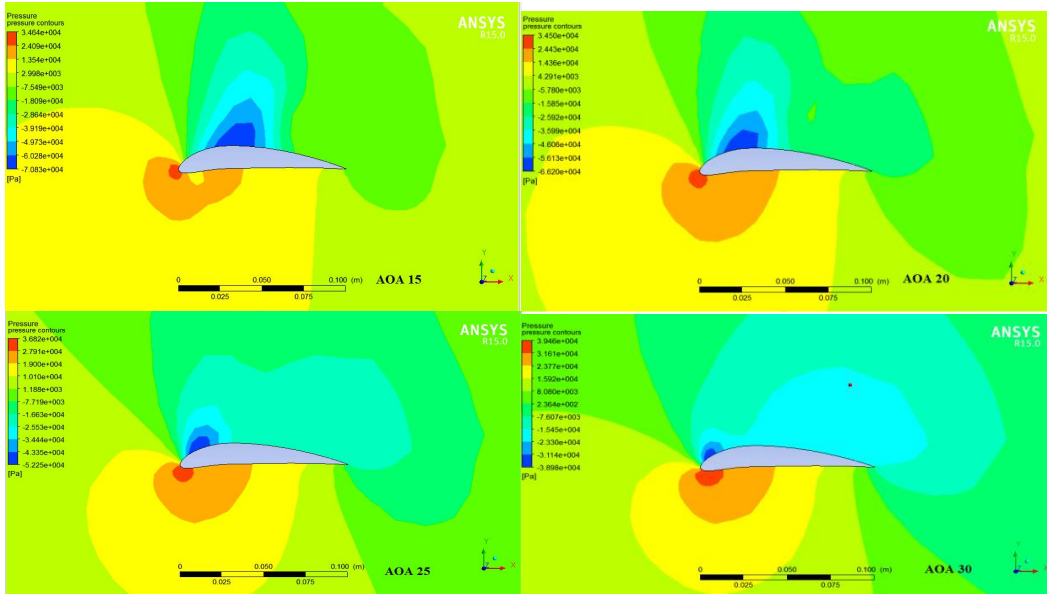 Pressure
pressure contours
3.464e+004
2.409e+004
1.354e+004
2.998e+003
-7.549e+003
-1.809e+004
-2.864e+004
-3.919e+004
-4.973e+004
-6.028e+004
-7.083e+004
[Pa]
ANSYS
R15.0
0 0.050 0.100 (m)
0.025 0.075
AOA 15
Y
Z X
Pressure
pressure contours
3.450e+004
2.443e+004
1.436e+004
4.291e+003
-5.780e+003
-1.585e+004
-2.592e+004
-3.599e+004
-4.606e+004
-5.613e+004
-6.620e+004
[Pa]
ANSYS
R15.0
0 0.050 0.100 (m)
0.025 0.075
AOA 20
Y
Z X
Pressure
pressure contours
3.682e+004
2.791e+004
1.900e+004
1.010e+004
1.188e+003
-7.719e+003
-1.663e+004
-2.553e+004
-3.444e+004
-4.335e+004
-5.225e+004
[Pa]
ANSYS
R15.0
0 0.050 0.100 (m)
0.025 0.075
AOA 25
Y
Z X
Pressure
pressure contours
3.946e+004
3.161e+004
2.377e+004
1.592e+004
8.080e+003
2.364e+002
-7.607e+003
-1.545e+004
-2.330e+004
-3.114e+004
-3.898e+004
[Pa]
ANSYS
R15.0
0 0.050 0.100 (m)
0.025 0.075
AOA 30
Y
Z X